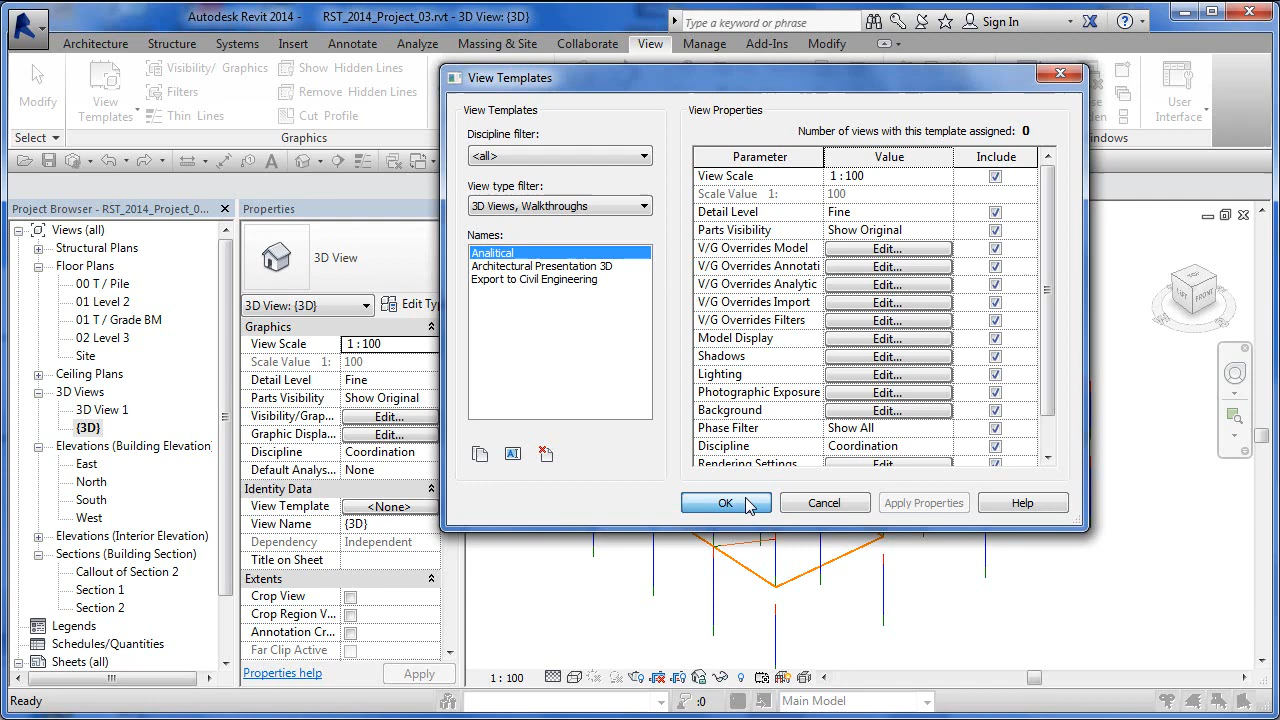 Autodesk Revit 2014 - RST_2014_Project_03.rvt - 3D View: {3D}
Type a keyword or phrase
Sign In
Architecture Structure Systems Insert Annotate Analyze Massing & Site Collaborate View Manage Add-Ins Modify
Modify
View Templates
Visibility/ Graphics
Filters
Thin Lines
Show Hidden Lines
Remove Hidden Lines
Cut Profile
User Interface
Select
Graphics
Project Browser - RST_2014_Project_0...
Views (all)
Structural Plans
Floor Plans
00 T / Pile
01 Level 2
01 T / Grade BM
02 Level 3
Site
Ceiling Plans
3D Views
3D View 1
{3D}
Elevations (Building Elevation)
East
North
South
West
Elevations (Interior Elevation)
Sections (Building Section)
Callout of Section 2
Section 1
Section 2
Legends
Schedules/Quantities
Sheets (all)
Properties
3D View
3D View: {3D} Edit Ty
Graphics
View Scale 1 : 100
Scale Value 1: 100
Detail Level Fine
Parts Visibility Show Original
Visibility/Grap... Edit...
Graphic Displa... Edit...
Discipline Coordination
Default Analys... None
Identity Data
View Template <None>
View Name {3D}
Dependency Independent
Title on Sheet
Extents
Crop View
Crop Region V...
Annotation Cr...
Far Clip Active
Properties help Apply
View Templates
View Templates
Discipline filter:
<all>
View type filter:
3D Views, Walkthroughs
Names:
Analitical
Architectural Presentation 3D
Export to Civil Engineering
View Properties
Number of views with this template assigned: 0
Parameter Value Include
View Scale 1 : 100
Scale Value 1: 100
Detail Level Fine
Parts Visibility Show Original
V/G Overrides Model Edit...
V/G Overrides Annotati Edit...
V/G Overrides Analytic Edit...
V/G Overrides Import Edit...
V/G Overrides Filters Edit...
Model Display Edit...
Shadows Edit...
Lighting Edit...
Photographic Exposure Edit...
Background Edit...
Phase Filter Show All
Discipline Coordination
Rendering Settings Edit...
OK Cancel Apply Properties Help
LEFT FRONT
1 : 100
Ready
:0
Main Model